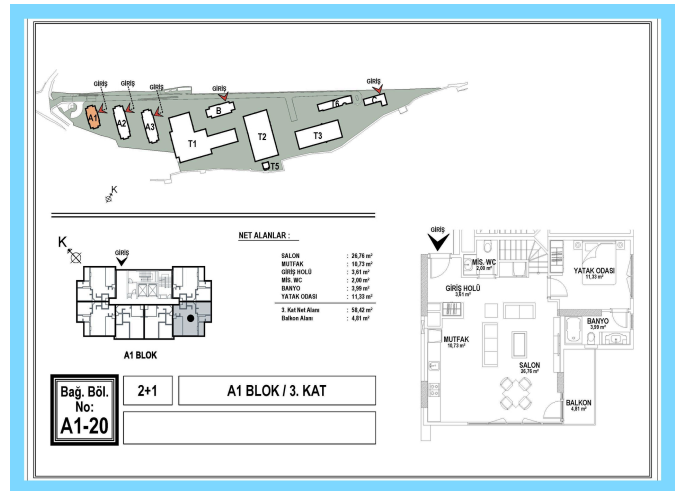 GİRİŞ
GİRİŞ
GİRİŞ
GİRİŞ
GİRİŞ
A1
A2
A3
B
T6
C
T1
T2
T3
T5
K
K
GİRİŞ
A1 BLOK
NET ALANLAR :
SALON : 26,76 m²
MUTFAK : 10,73 m²
GİRİŞ HOLÜ : 3,61 m²
MİS. WC : 2,00 m²
BANYO : 3,99 m²
YATAK ODASI : 11,33 m²
3. Kat Net Alanı : 58,42 m²
Balkon Alanı : 4,81 m²
GİRİŞ
MİS. WC
2,00 m²
YATAK ODASI
11,33 m²
GİRİŞ HOLÜ
3,61 m²
BANYO
3,99 m²
MUTFAK
10,73 m²
SALON
26,76 m²
BALKON
4,81 m²
Bağ. Böl.
No:
A1-20
2+1
A1 BLOK / 3. KAT